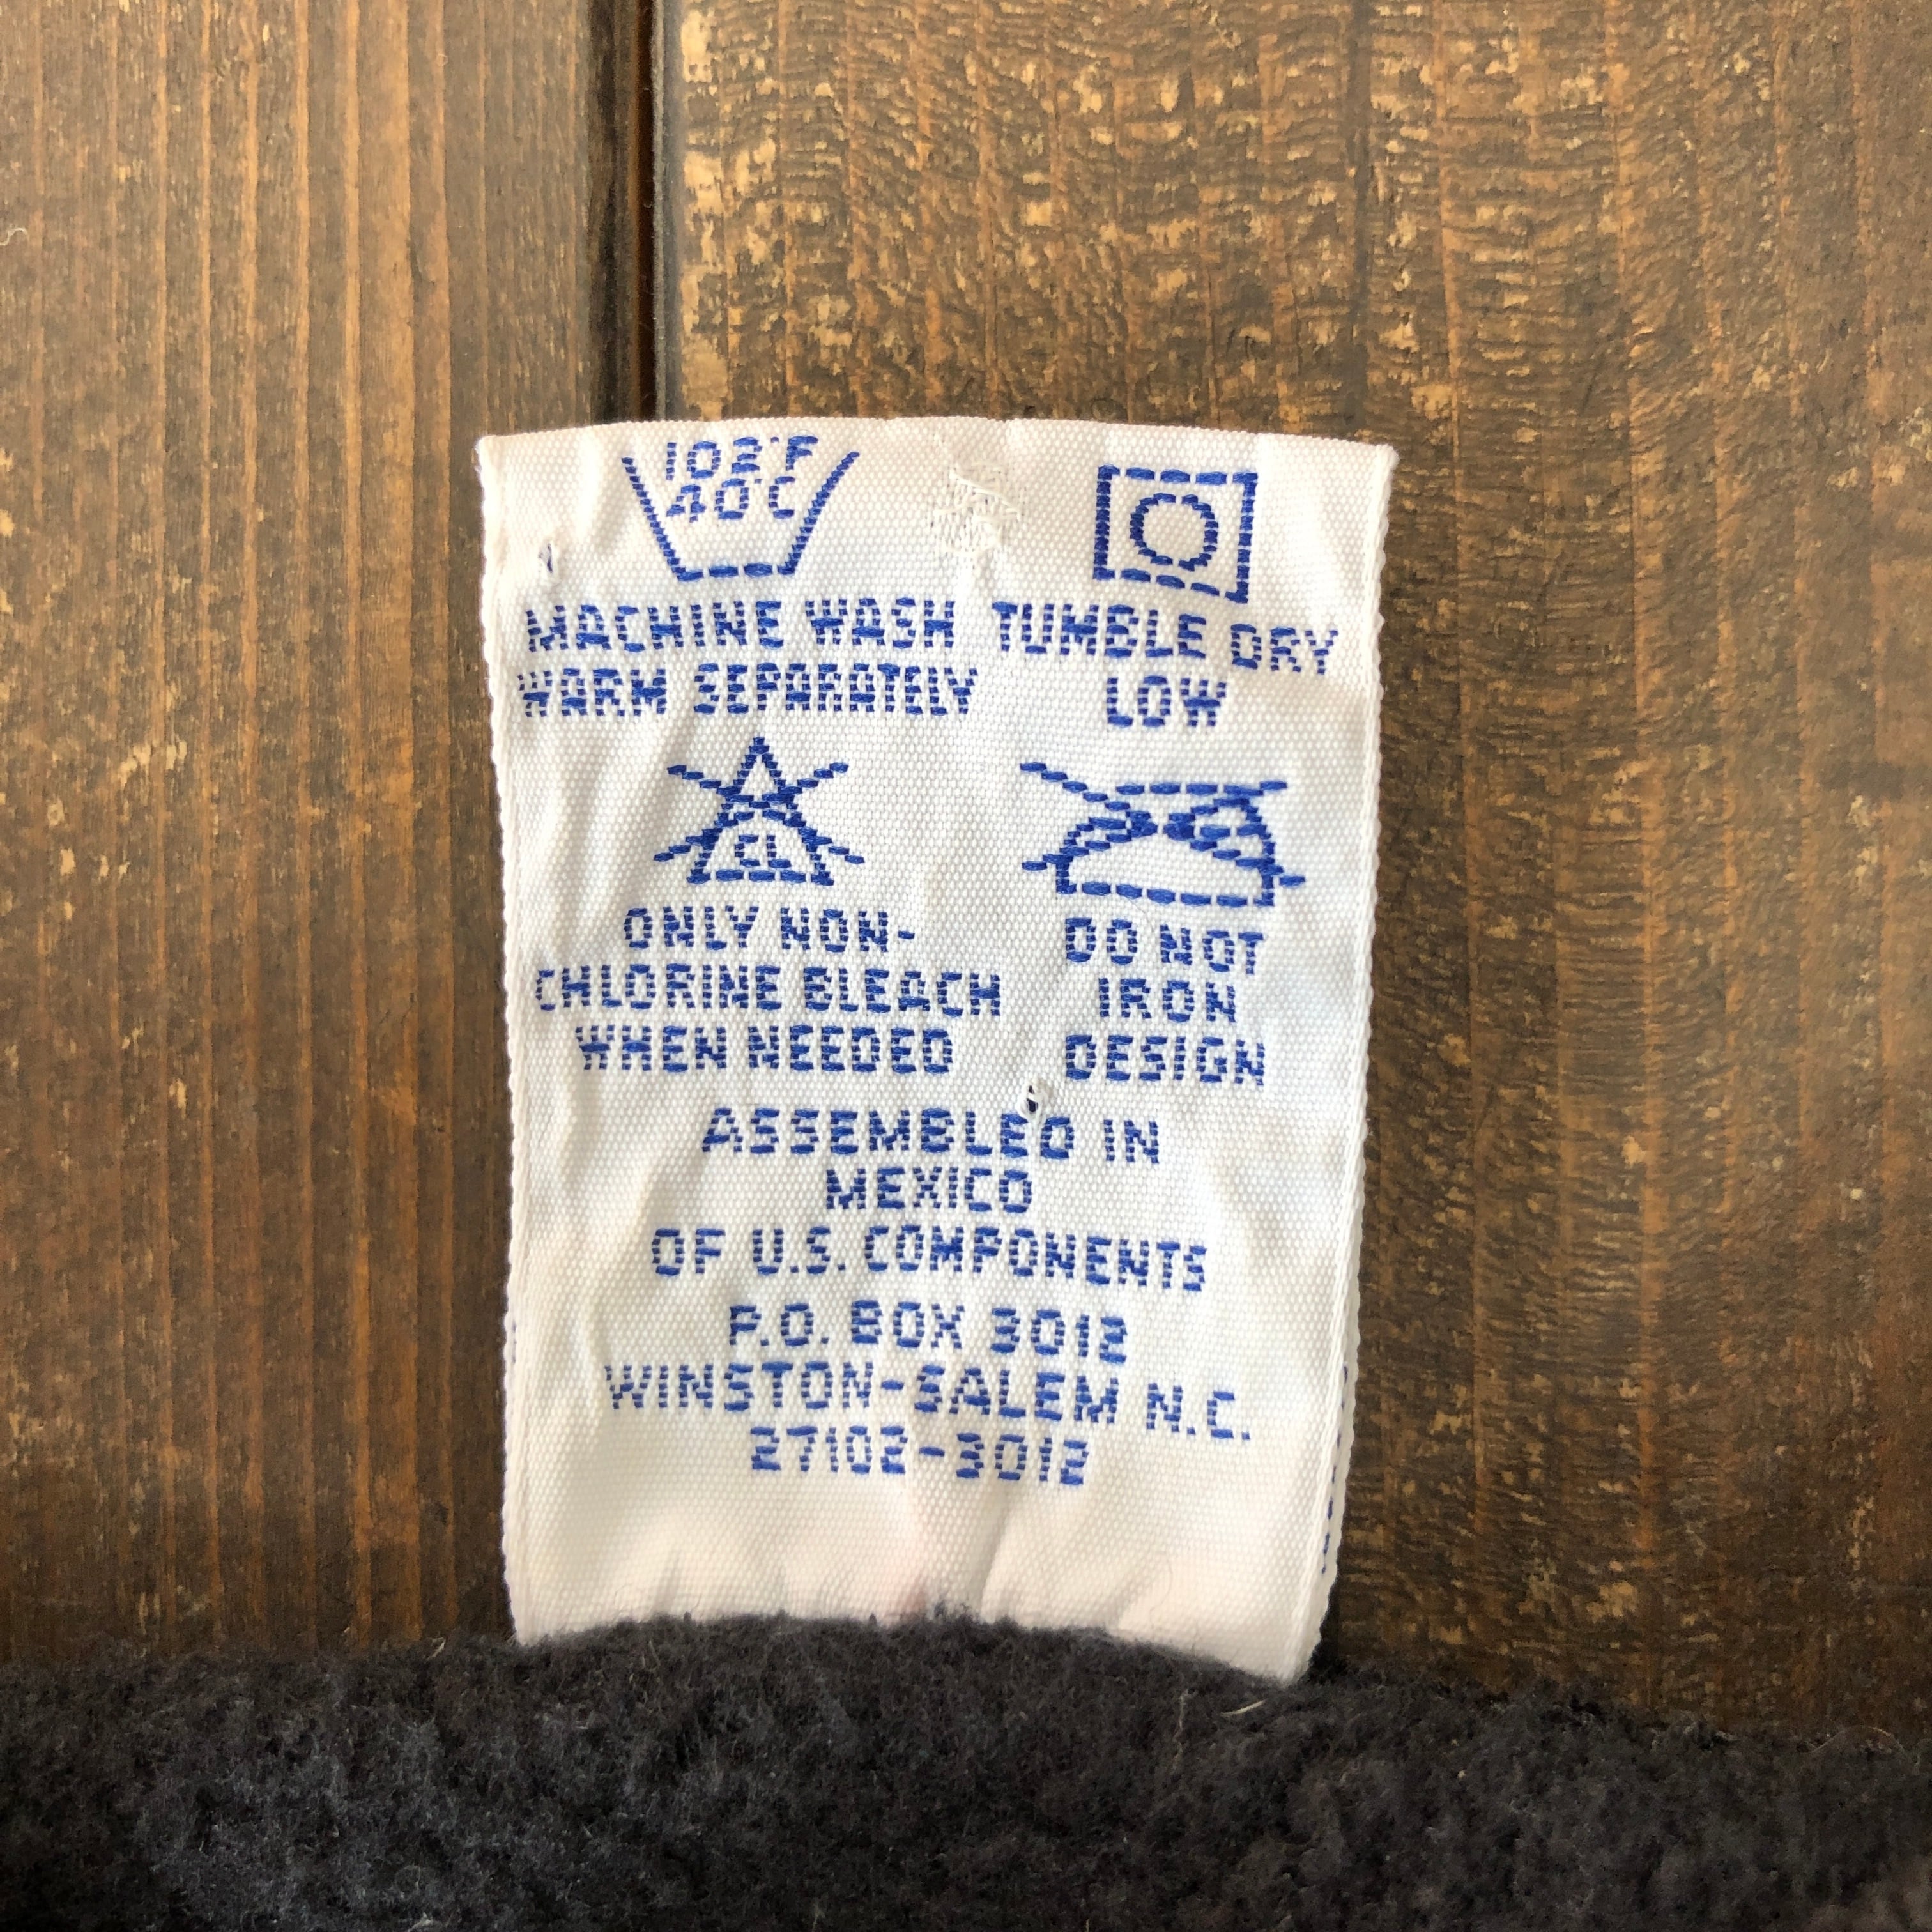 102°F
40°C
MACHINE WASH
WARM SEPARATELY
TUMBLE DRY
LOW
CL
ONLY NON-
CHLORINE BLEACH
WHEN NEEDED
DO NOT
IRON
DESIGN
ASSEMBLED IN
MEXICO
OF U.S. COMPONENTS
P.O. BOX 3012
WINSTON-SALEM N.C.
27102-3012